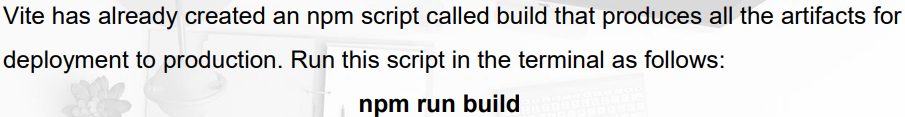 Vite has already created an npm script called build that produces all the artifacts for
deployment to production. Run this script in the terminal as follows:
npm run build